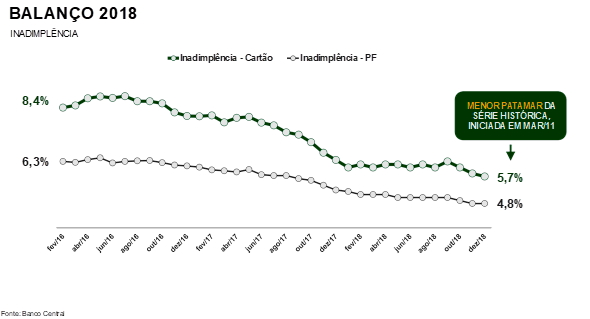 BALANÇO 2018
INADIMPLÊNCIA
Inadimplência - Cartão
Inadimplência - PF
8,4%
MENOR PATAMAR DA
SÉRIE HISTÓRICA,
INICIADA EM MAR/11
6,3%
5,7%
4,8%
fev/16
abr/16
jun/16
ago/16
out/16
dez/16
fev/17
abr/17
jun/17
ago/17
out/17
dez/17
fev/18
abr/18
jun/18
ago/18
out/18
dez/18
Fonte: Banco Central